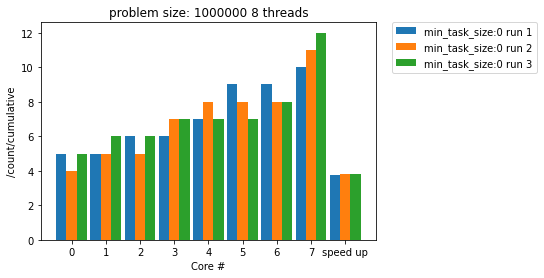 problem size: 1000000 8 threads
min_task_size:0 run 1
min_task_size:0 run 2
min_task_size:0 run 3
/count/cumulative
12
10
8
6
4
2
0
0 1 2 3 4 5 6 7 speed up
Core #